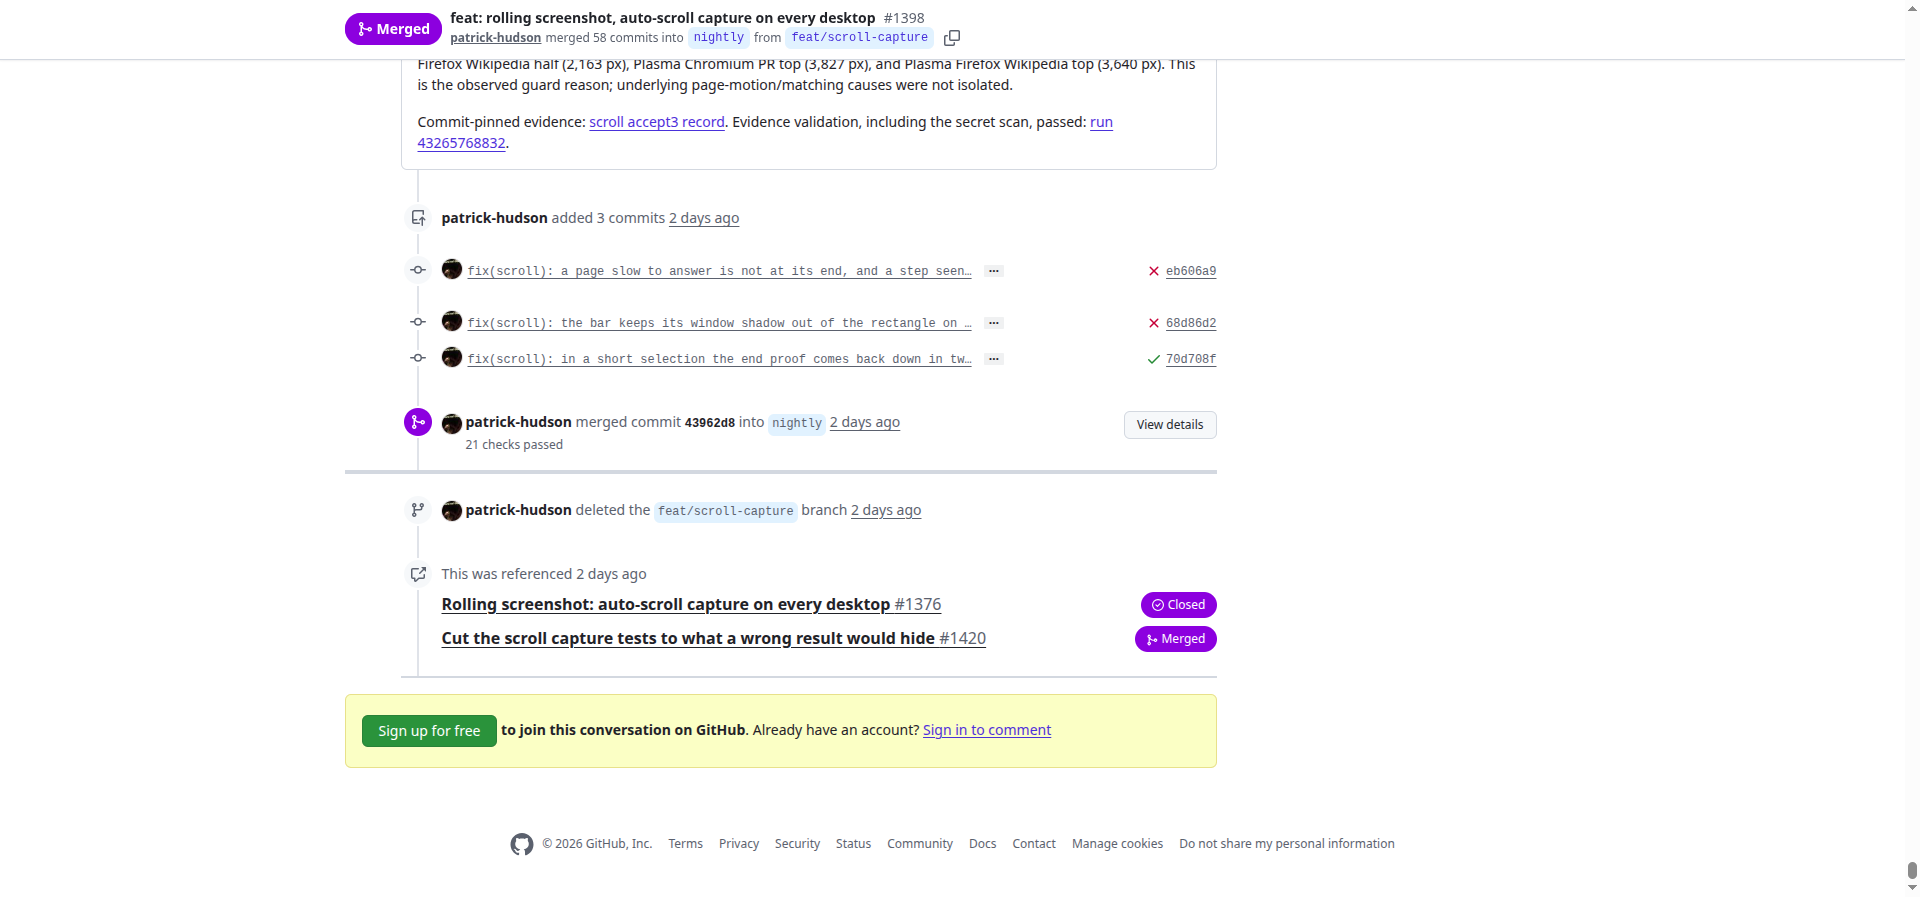 Merged
feat: rolling screenshot, auto-scroll capture on every desktop #1398
patrick-hudson merged 58 commits into nightly from feat/scroll-capture
Firefox Wikipedia half (2,163 px), Plasma Chromium PR top (3,827 px), and Plasma Firefox Wikipedia top (3,640 px). This
is the observed guard reason; underlying page-motion/matching causes were not isolated.
Commit-pinned evidence: scroll accept3 record. Evidence validation, including the secret scan, passed: run
43265768832.
patrick-hudson added 3 commits 2 days ago
fix(scroll): a page slow to answer is not at its end, and a step seen… ··· eb606a9
fix(scroll): the bar keeps its window shadow out of the rectangle on … ··· 68d86d2
fix(scroll): in a short selection the end proof comes back down in tw… ··· 70d708f
patrick-hudson merged commit 43962d8 into nightly 2 days ago View details
21 checks passed
patrick-hudson deleted the feat/scroll-capture branch 2 days ago
This was referenced 2 days ago
Rolling screenshot: auto-scroll capture on every desktop #1376 Closed
Cut the scroll capture tests to what a wrong result would hide #1420 Merged
Sign up for free to join this conversation on GitHub. Already have an account? Sign in to comment
© 2026 GitHub, Inc. Terms Privacy Security Status Community Docs Contact Manage cookies Do not share my personal information